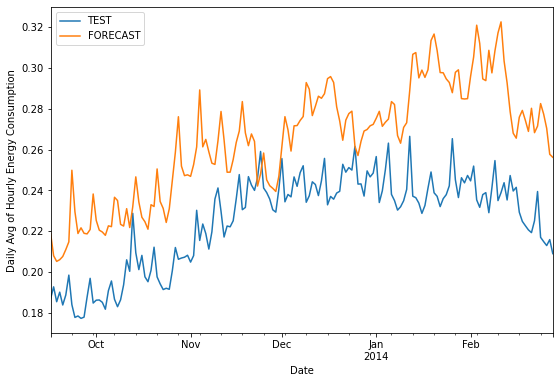 TEST
FORECAST
0.32
0.30
0.28
0.26
0.24
0.22
0.20
0.18
Daily Avg of Hourly Energy Consumption
Oct
Nov
Dec
Jan
2014
Feb
Date